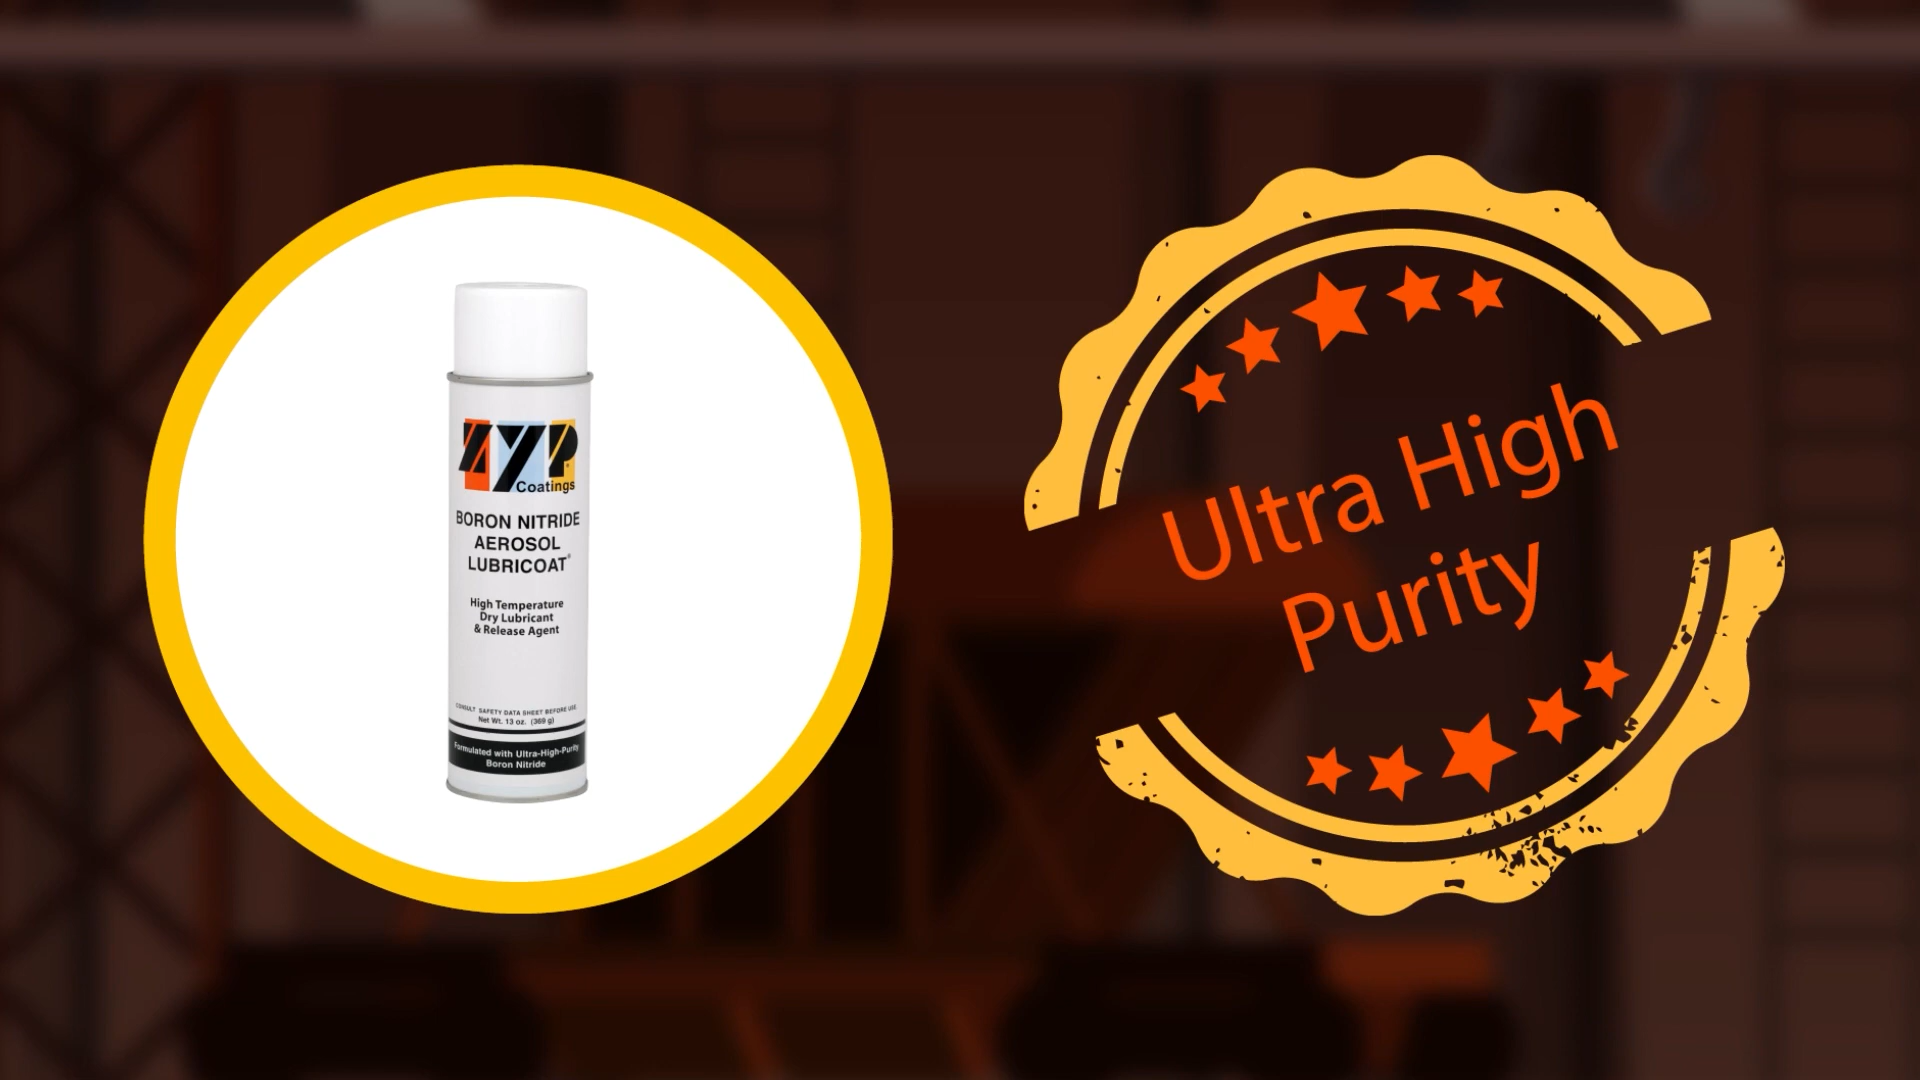 ZYP
Coatings
BORON NITRIDE
AEROSOL
LUBRICOAT®
High Temperature
Dry Lubricant
& Release Agent
CONSULT SAFETY DATA SHEET BEFORE USE.
Net Wt. 13 oz. (369 g)
Formulated with Ultra-High-Purity
Boron Nitride
Ultra High
Purity